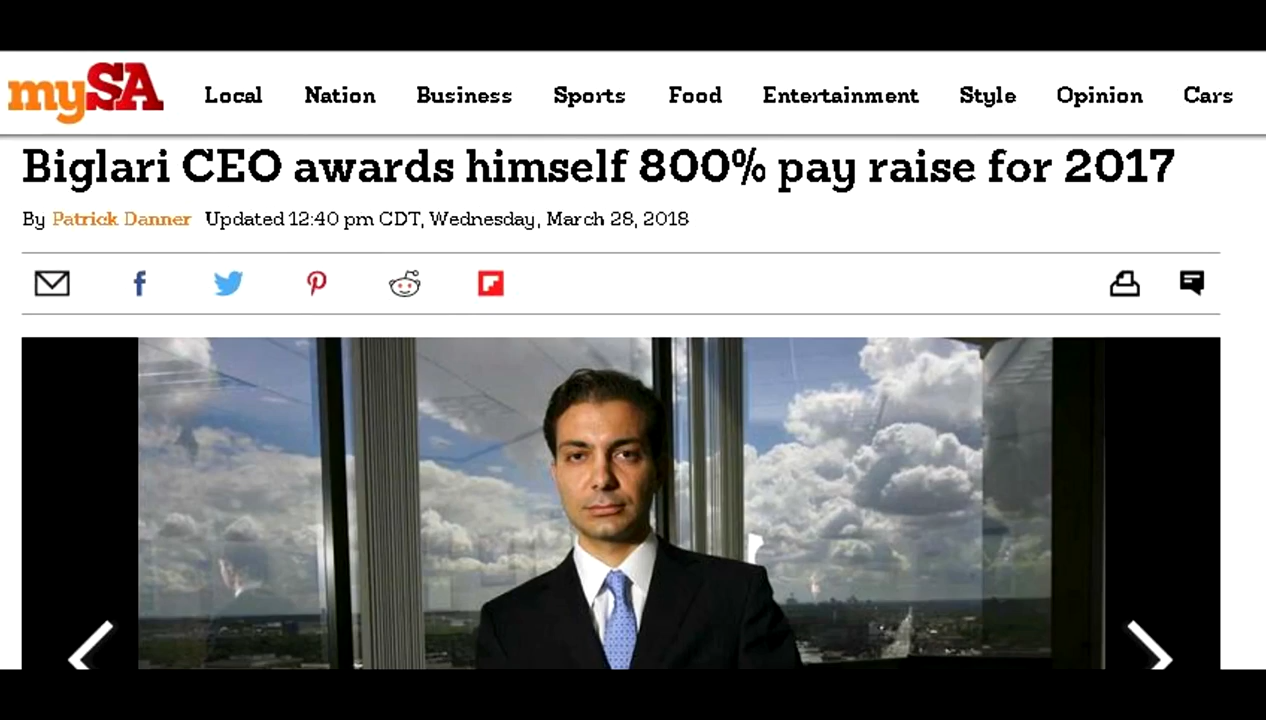 mySA Local Nation Business Sports Food Entertainment Style Opinion Cars
Biglari CEO awards himself 800% pay raise for 2017
By Patrick Danner Updated 12:40 pm CDT, Wednesday, March 28, 2018